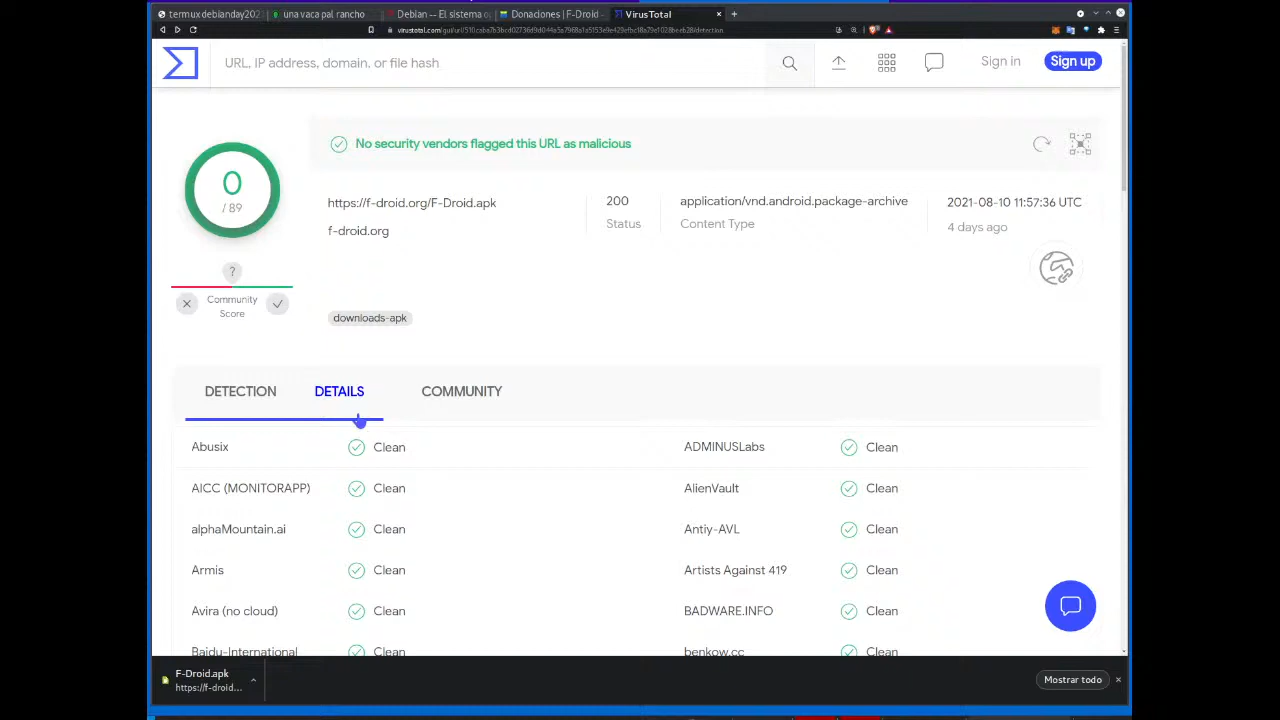 termux debianday202
una vaca pal rancho
Debian -- El sistema op
Donaciones | F-Droid -
VirusTotal
URL, IP address, domain, or file hash
Sign in
Sign up
No security vendors flagged this URL as malicious
0
/ 89
https://f-droid.org/F-Droid.apk
f-droid.org
200
Status
application/vnd.android.package-archive
Content Type
2021-08-10 11:57:36 UTC
4 days ago
?
Community
Score
downloads-apk
DETECTION
DETAILS
COMMUNITY
Abusix
Clean
ADMINUSLabs
Clean
AICC (MONITORAPP)
Clean
AlienVault
Clean
alphaMountain.ai
Clean
Antiy-AVL
Clean
Armis
Clean
Artists Against 419
Clean
Avira (no cloud)
Clean
BADWARE.INFO
Clean
Baidu-International
Clean
benkow.cc
Clean
F-Droid.apk
https://f-droid...
Mostrar todo